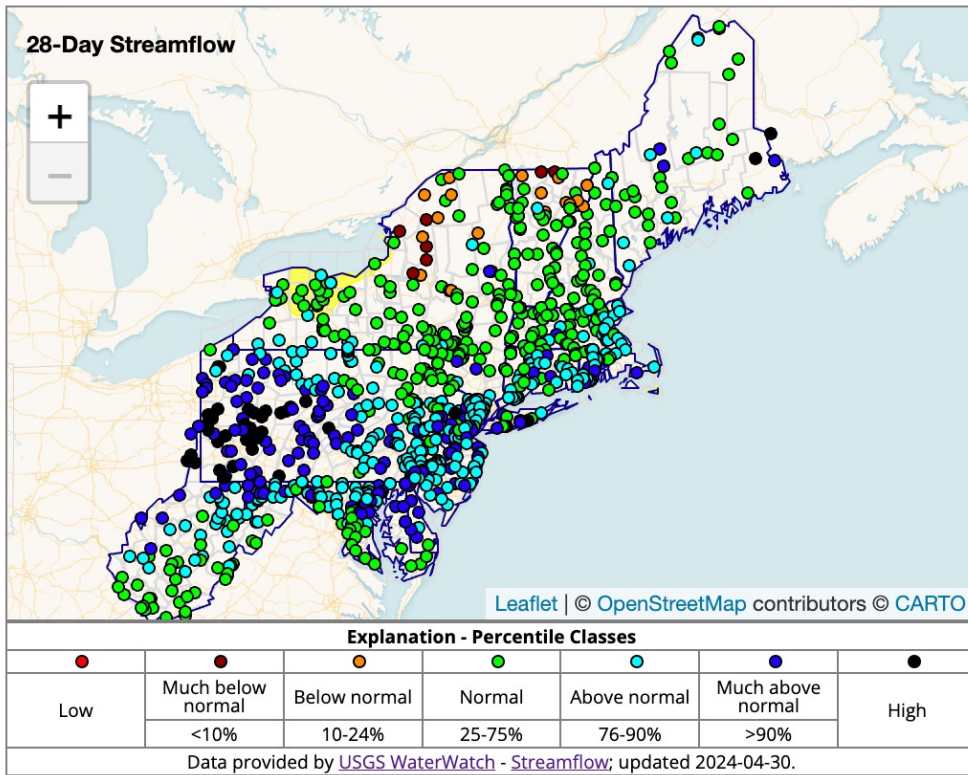 28-Day Streamflow
+
−
Leaflet | © OpenStreetMap contributors © CARTO
Explanation - Percentile Classes
Low
Much below
normal
<10%
Below normal
10-24%
Normal
25-75%
Above normal
76-90%
Much above
normal
>90%
High
Data provided by USGS WaterWatch - Streamflow; updated 2024-04-30.